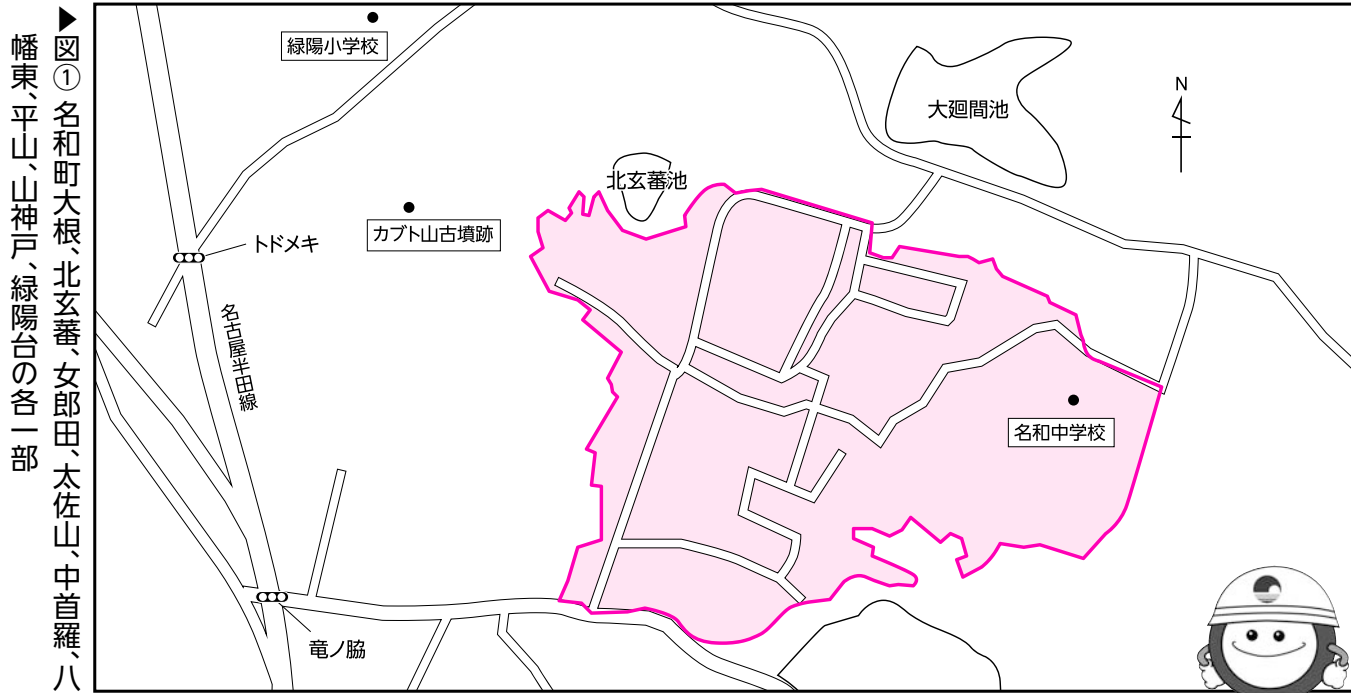 ▶図① 名和町大根、北玄蕃、女郎田、太佐山、中首羅、八
幡東、平山、山神戸、緑陽台の各一部
緑陽小学校
大廻間池
N
北玄蕃池
カブト山古墳跡
トドメキ
名古屋半田線
名和中学校
竜ノ脇